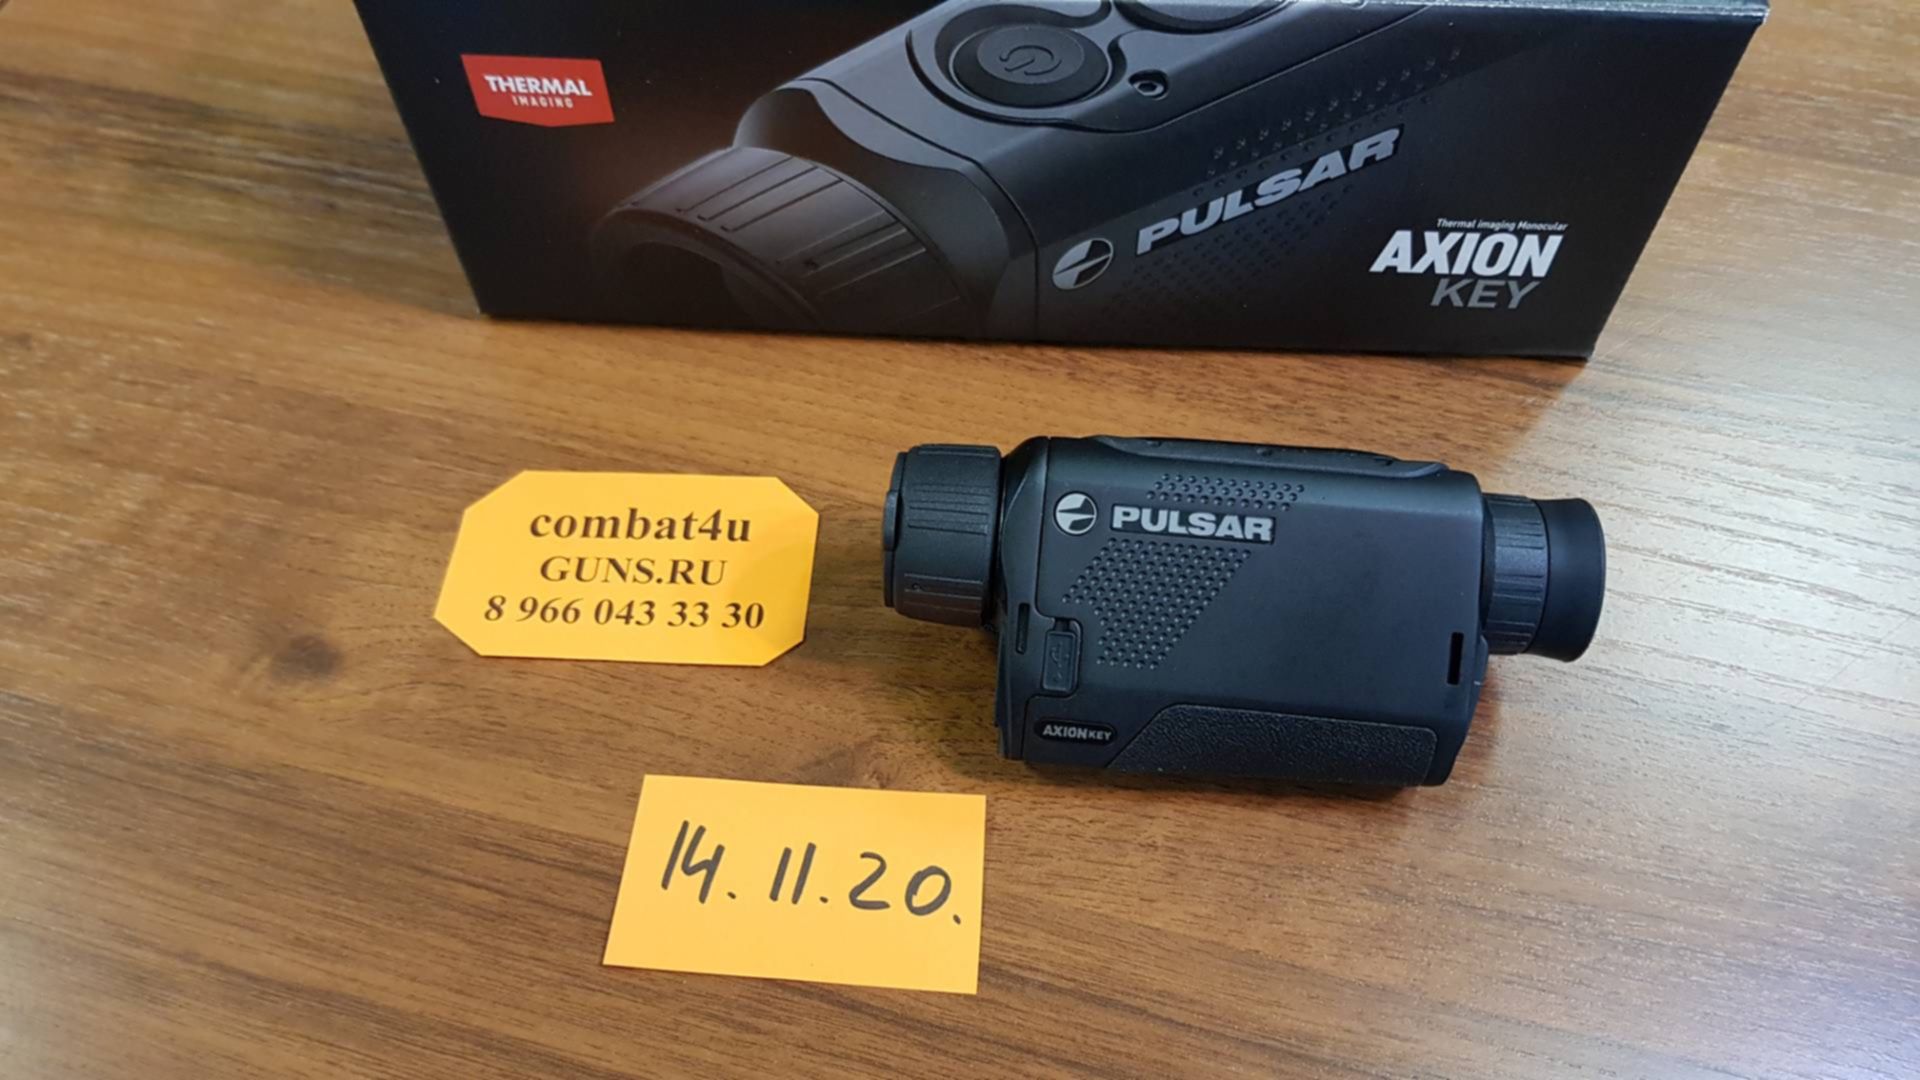 THERMAL
IMAGING
PULSAR
Thermal imaging Monocular
AXION
KEY
combat4u
GUNS.RU
8 966 043 33 30
PULSAR
AXION KEY
14.11.20.